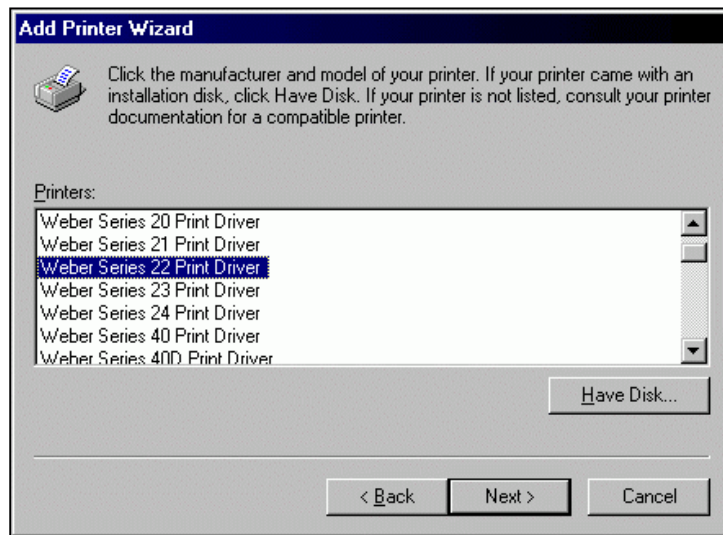 Add Printer Wizard
Click the manufacturer and model of your printer. If your printer came with an
installation disk, click Have Disk. If your printer is not listed, consult your printer
documentation for a compatible printer.
Printers:
Weber Series 20 Print Driver
Weber Series 21 Print Driver
Weber Series 22 Print Driver
Weber Series 23 Print Driver
Weber Series 24 Print Driver
Weber Series 40 Print Driver
Weber Series 40D Print Driver
Have Disk...
< Back Next > Cancel